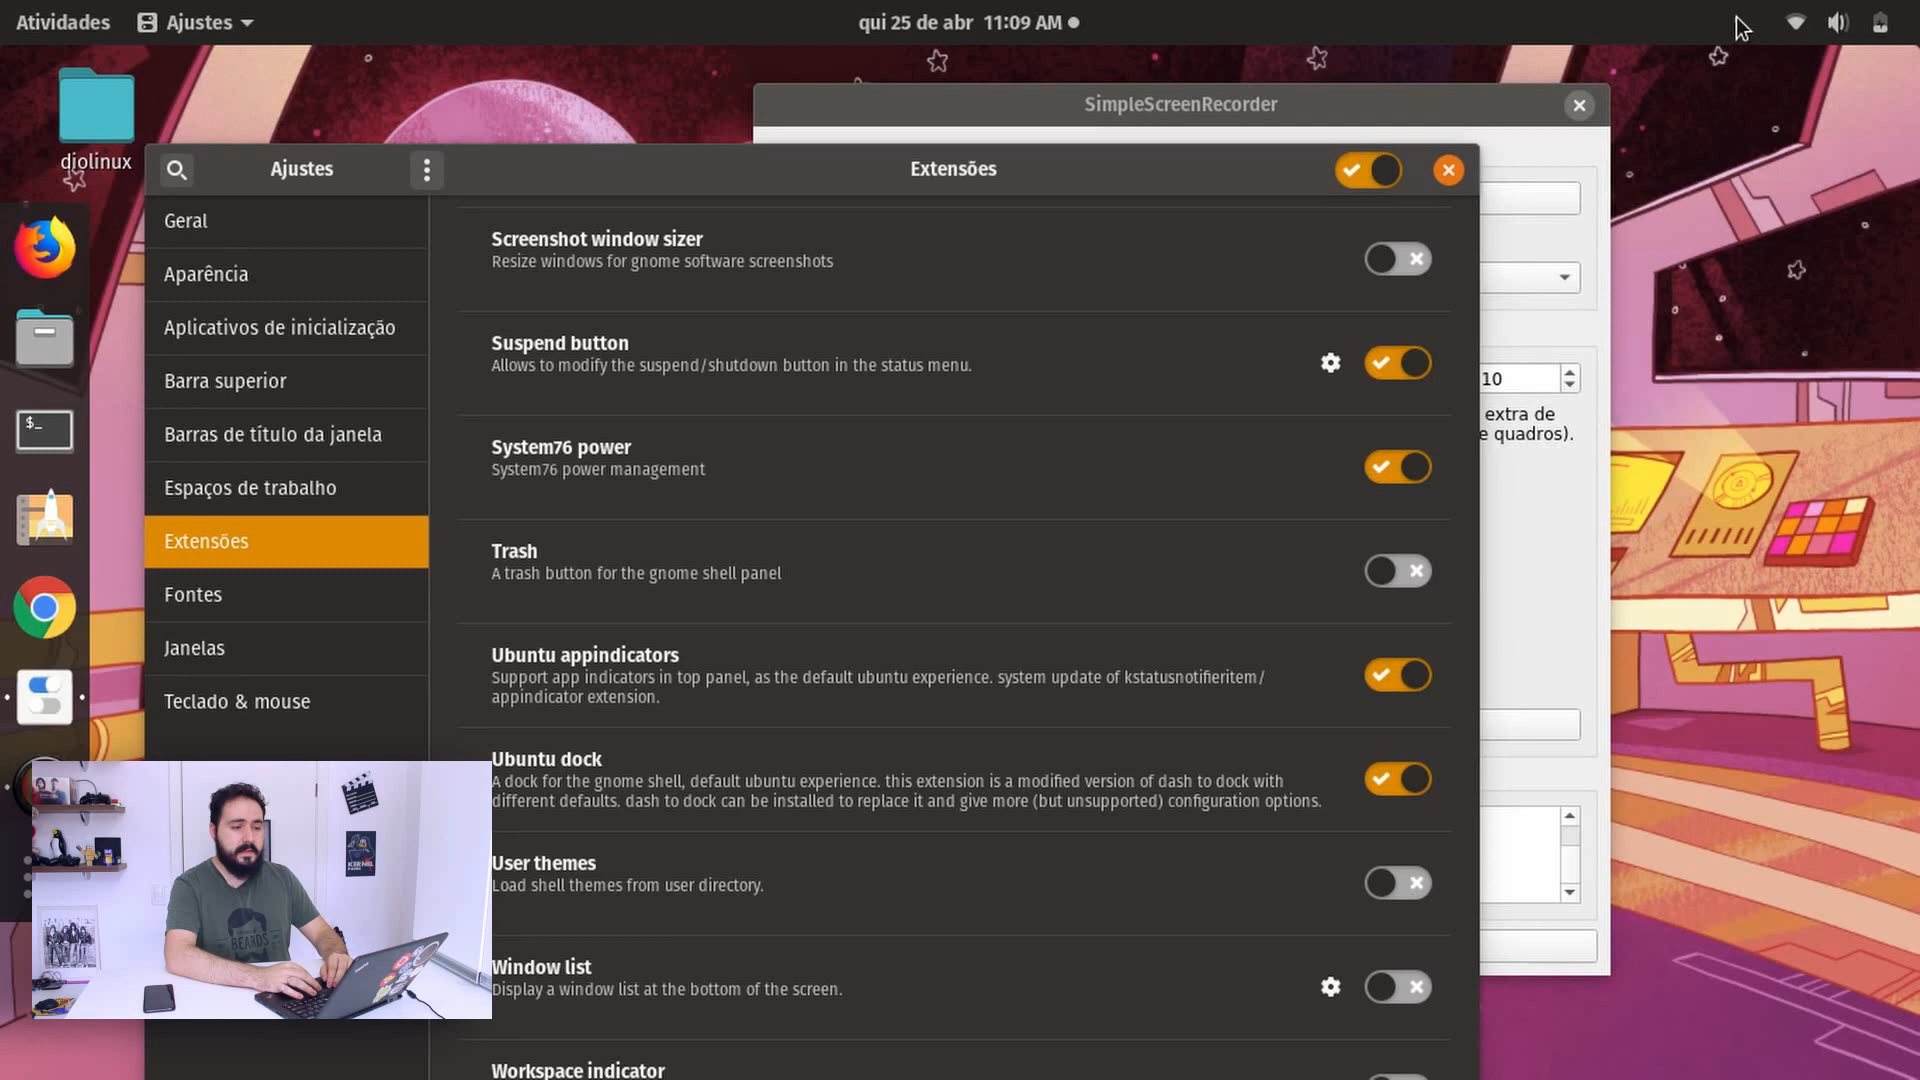 Atividades
Ajustes
qui 25 de abr 11:09 AM
diolinux
SimpleScreenRecorder
Ajustes
Extensões
Geral
Aparência
Aplicativos de inicialização
Barra superior
Barras de título da janela
Espaços de trabalho
Extensões
Fontes
Janelas
Teclado & mouse
Screenshot window sizer
Resize windows for gnome software screenshots
Suspend button
Allows to modify the suspend/shutdown button in the status menu.
System76 power
System76 power management
Trash
A trash button for the gnome shell panel
Ubuntu appindicators
Support app indicators in top panel, as the default ubuntu experience. system update of kstatusnotifieritem/
appindicator extension.
Ubuntu dock
A dock for the gnome shell, default ubuntu experience. this extension is a modified version of dash to dock with
different defaults. dash to dock can be installed to replace it and give more (but unsupported) configuration options.
User themes
Load shell themes from user directory.
Window list
Display a window list at the bottom of the screen.
Workspace indicator
10
extra de
e quadros).
$_
KERNEL
BEARDS